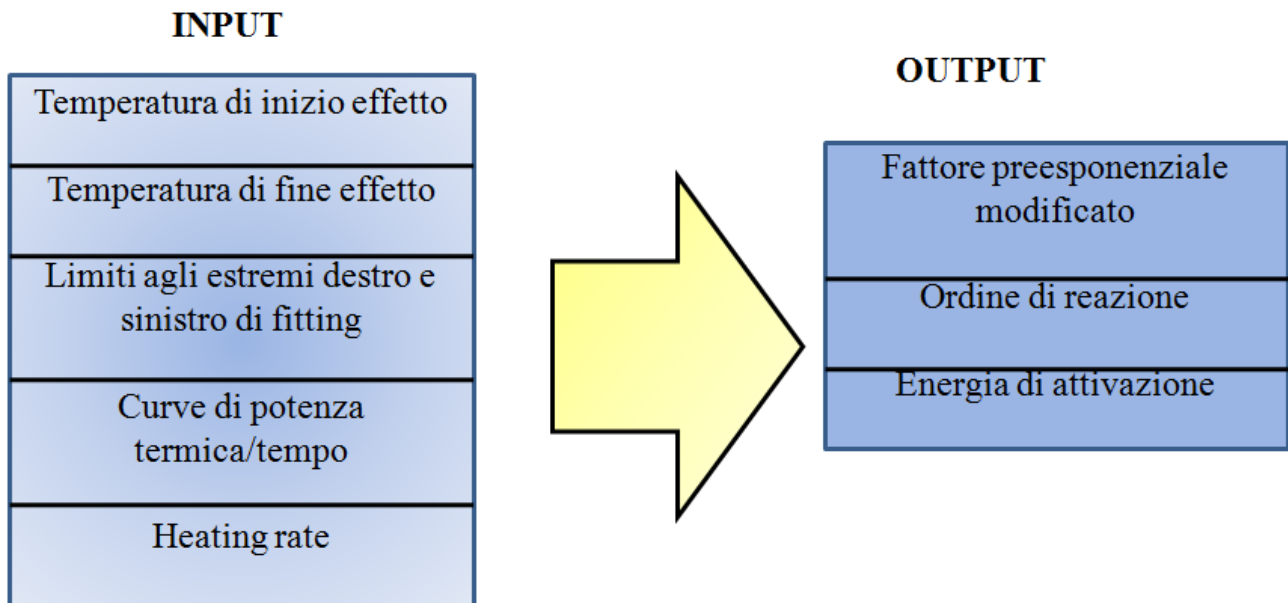 INPUT
Temperatura di inizio effetto
Temperatura di fine effetto
Limiti agli estremi destro e
sinistro di fitting
Curve di potenza
termica/tempo
Heating rate
OUTPUT
Fattore preesponenziale
modificato
Ordine di reazione
Energia di attivazione